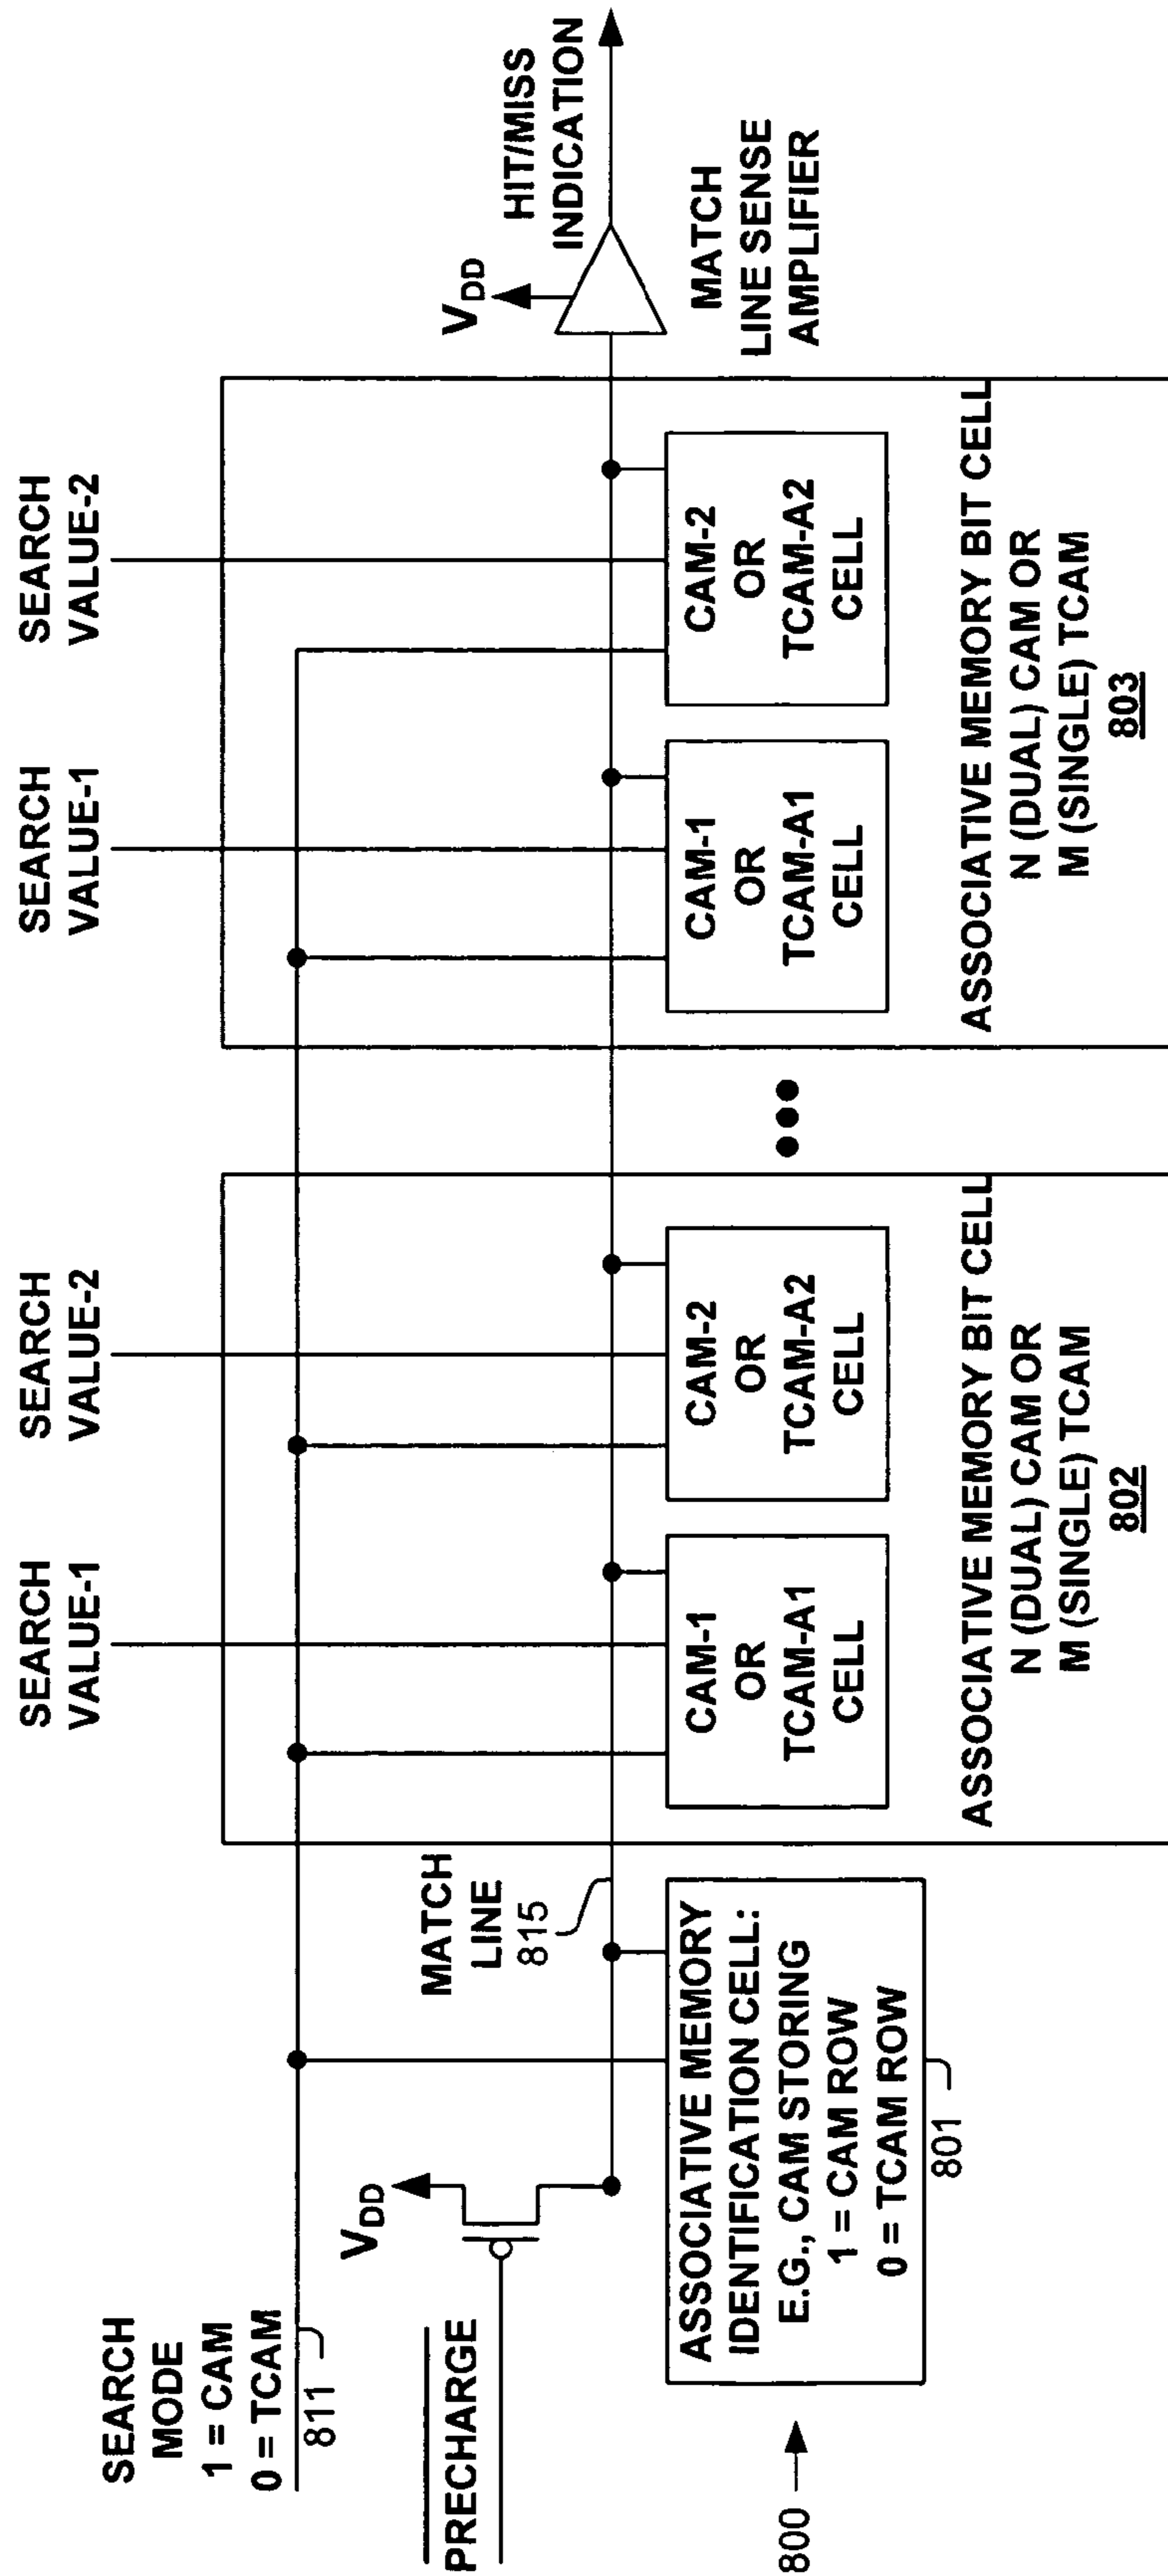 SEARCH
MODE
1 = CAM
0 = TCAM
811
PRECHARGE
VDD
800
ASSOCIATIVE MEMORY
IDENTIFICATION CELL:
E.G., CAM STORING
1 = CAM ROW
0 = TCAM ROW
801
MATCH
LINE
815
SEARCH
VALUE-1
SEARCH
VALUE-2
CAM-1
OR
TCAM-A1
CELL
CAM-2
OR
TCAM-A2
CELL
ASSOCIATIVE MEMORY BIT CELL
N (DUAL) CAM OR
M (SINGLE) TCAM
802
SEARCH
VALUE-1
SEARCH
VALUE-2
CAM-1
OR
TCAM-A1
CELL
CAM-2
OR
TCAM-A2
CELL
ASSOCIATIVE MEMORY BIT CELL
N (DUAL) CAM OR
M (SINGLE) TCAM
803
VDD
HIT/MISS
INDICATION
MATCH
LINE SENSE
AMPLIFIER